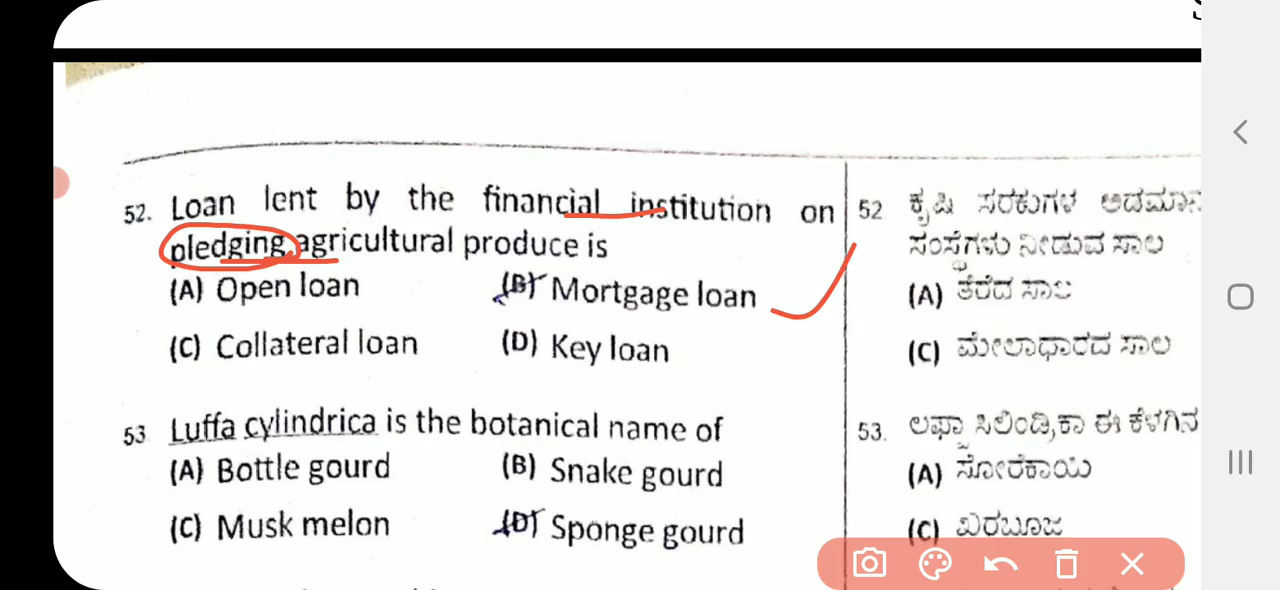 52. Loan lent by the financial institution on
pledging agricultural produce is
(A) Open loan (B) Mortgage loan
(C) Collateral loan (D) Key loan
53 Luffa cylindrica is the botanical name of
(A) Bottle gourd (B) Snake gourd
(C) Musk melon (D) Sponge gourd
52 ಕೃಷಿ ಸರಕುಗಳ ಅಡಮಾನ
ಸಂಸ್ಥೆಗಳು ನೀಡುವ ಸಾಲ
(A) ತೆರೆದ ಸಾಲ
(C) ಮೇಲಾಧಾರದ ಸಾಲ
53. ಲಫ್ಫಾ ಸಿಲಿಂಡ್ರಿಕಾ ಈ ಕೆಳಗಿನ
(A) ಸೋರೆಕಾಯಿ
(C) ಖರಬೂಜ